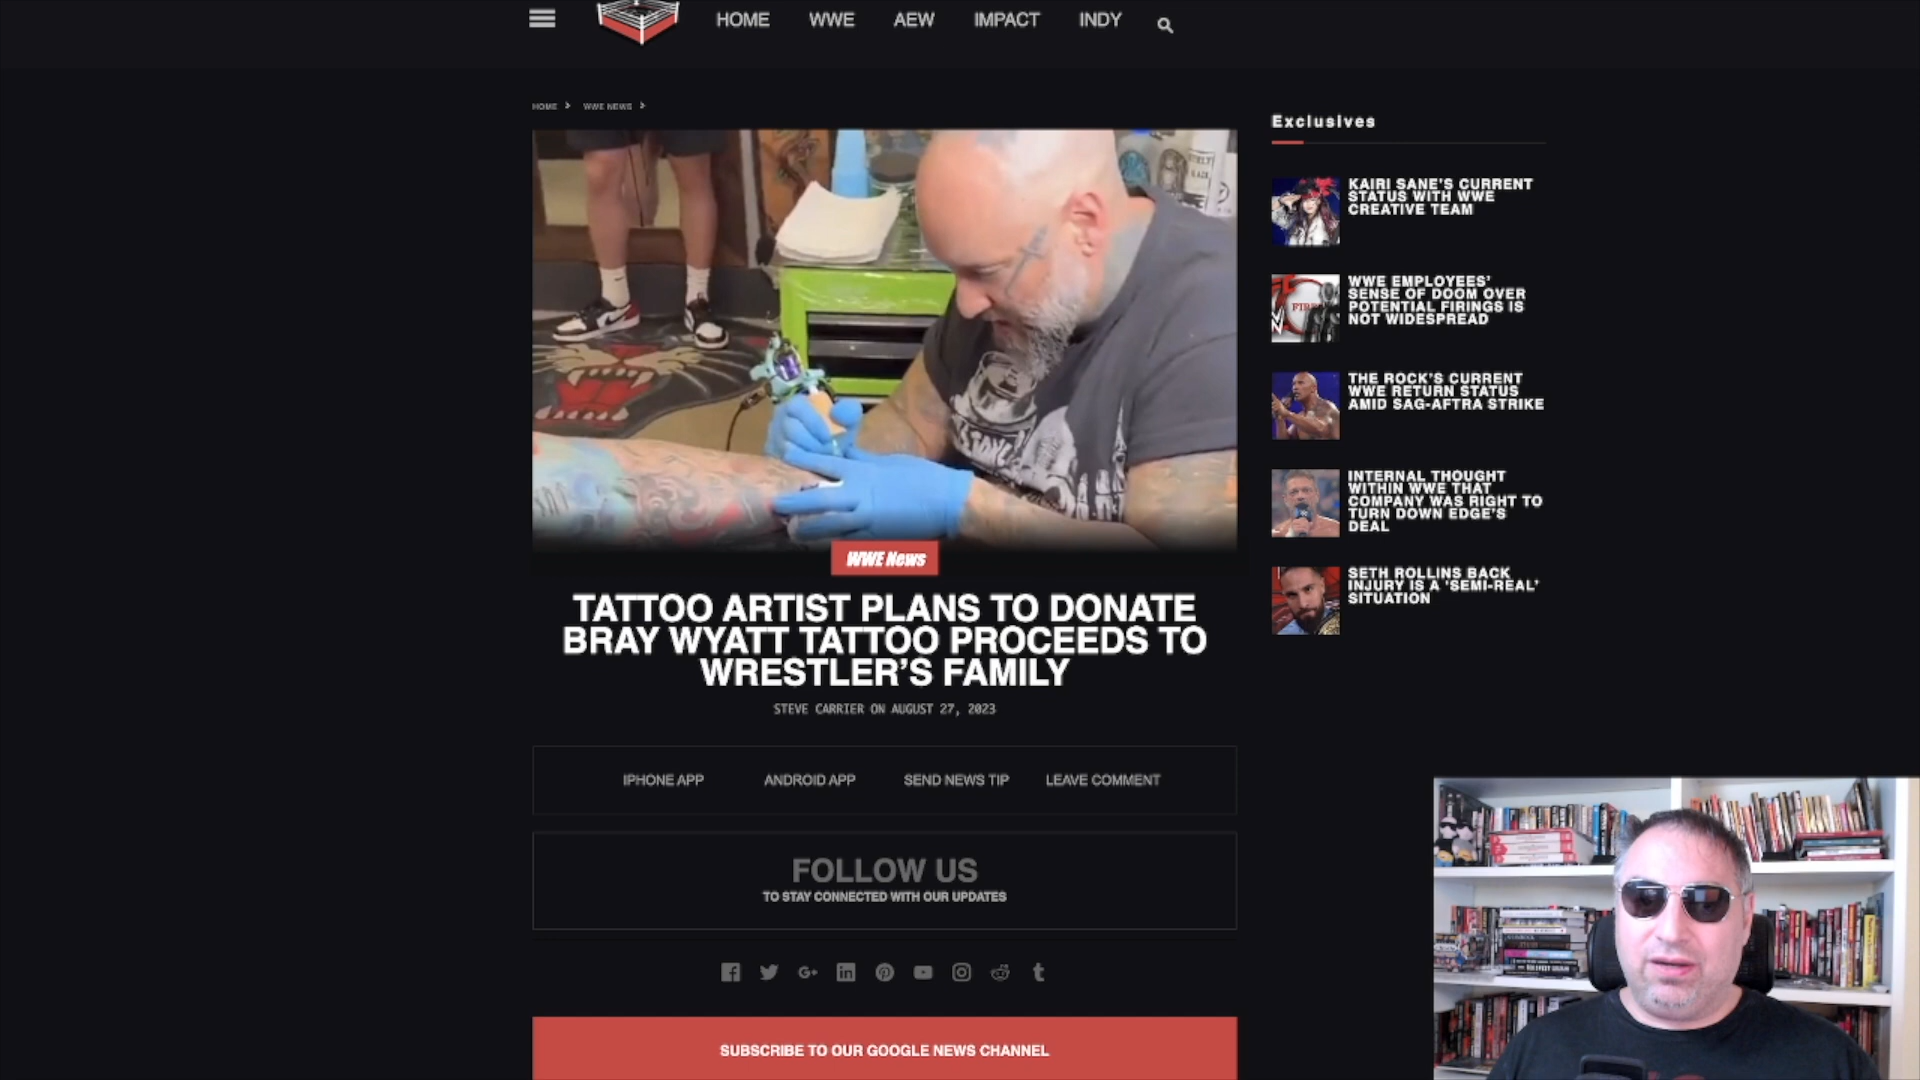 HOME
WWE
AEW
IMPACT
INDY
HOME
WWE NEWS
WWE News
TATTOO ARTIST PLANS TO DONATE
BRAY WYATT TATTOO PROCEEDS TO
WRESTLER'S FAMILY
STEVE CARRIER ON AUGUST 27, 2023
IPHONE APP
ANDROID APP
SEND NEWS TIP
LEAVE COMMENT
FOLLOW US
TO STAY CONNECTED WITH OUR UPDATES
SUBSCRIBE TO OUR GOOGLE NEWS CHANNEL
Exclusives
KAIRI SANE'S CURRENT
STATUS WITH WWE
CREATIVE TEAM
WWE EMPLOYEES'
SENSE OF DOOM OVER
POTENTIAL FIRINGS IS
NOT WIDESPREAD
THE ROCK'S CURRENT
WWE RETURN STATUS
AMID SAG-AFTRA STRIKE
INTERNAL THOUGHT
WITHIN WWE THAT
COMPANY WAS RIGHT TO
TURN DOWN EDGE'S
DEAL
SETH ROLLINS BACK
INJURY IS A 'SEMI-REAL'
SITUATION